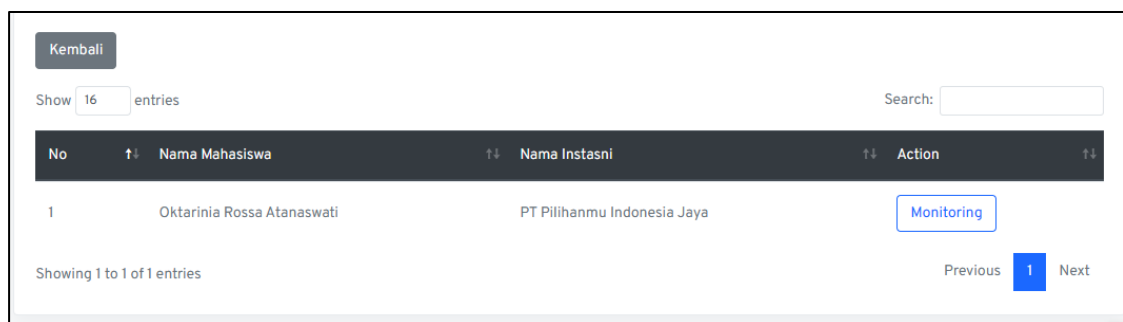 Kembali
Show 16 entries Search:
No Nama Mahasiswa Nama Instasni Action
1 Oktarinia Rossa Atanaswati PT Pilihanmu Indonesia Jaya Monitoring
Showing 1 to 1 of 1 entries Previous 1 Next